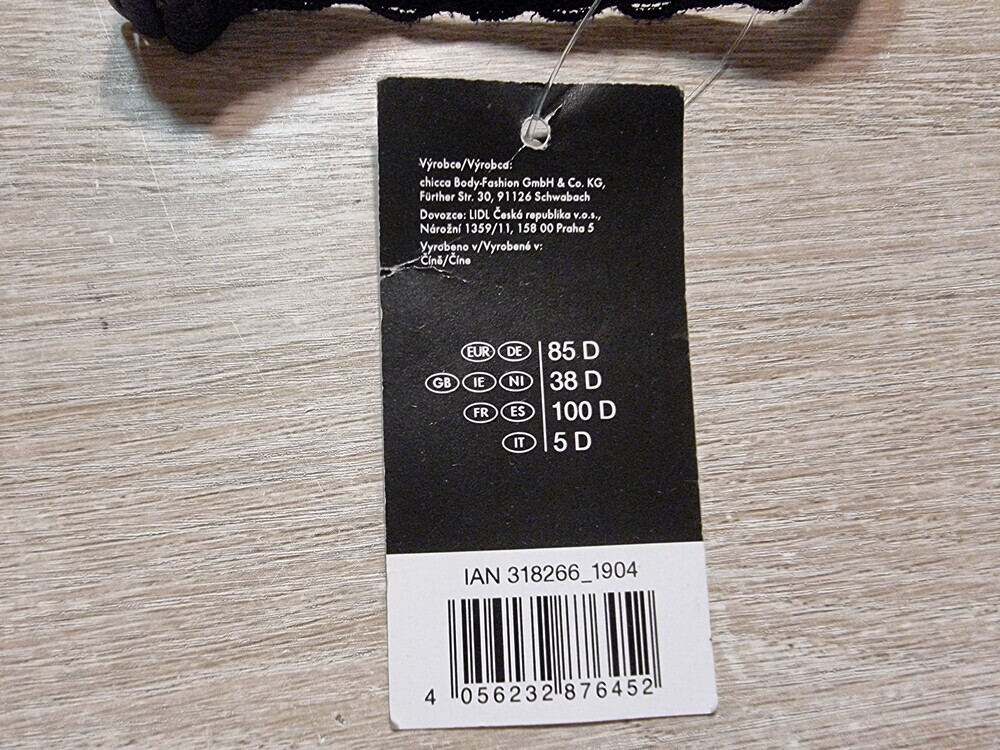 Výrobce/Výrobca:
chicca Body-Fashion GmbH & Co. KG,
Fürther Str. 30, 91126 Schwabach
Dovozce: LIDL Česká republika v.o.s.,
Nárožní 1359/11, 158 00 Praha 5
Vyrobeno v/Vyrobené v:
Číně/Číne
EUR DE 85 D
GB IE NI 38 D
FR ES 100 D
IT 5 D
IAN 318266_1904
4 056232 876452